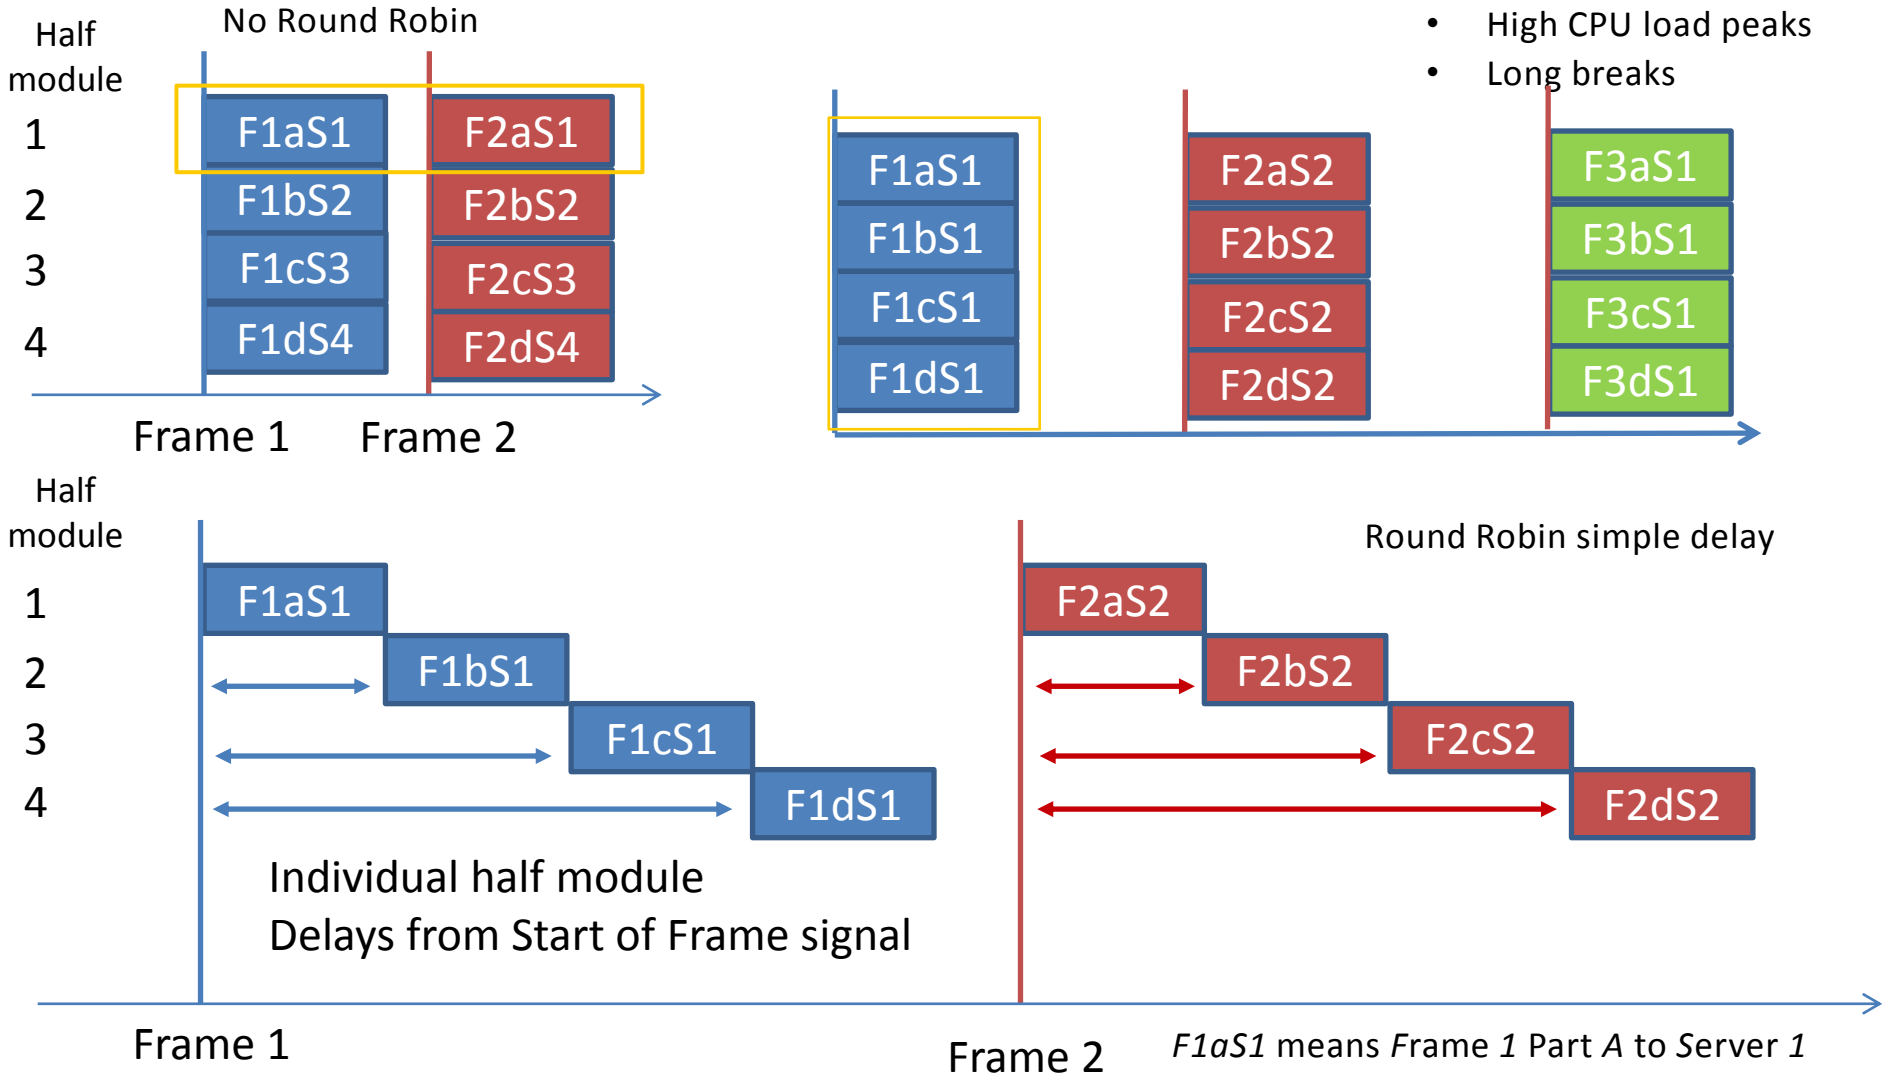 No Round Robin
Half
module
1
2
3
4
F1aS1
F1bS2
F1cS3
F1dS4
F2aS1
F2bS2
F2cS3
F2dS4
Frame 1
Frame 2
• High CPU load peaks
• Long breaks
F1aS1
F1bS1
F1cS1
F1dS1
F2aS2
F2bS2
F2cS2
F2dS2
F3aS1
F3bS1
F3cS1
F3dS1
Half
module
1
2
3
4
Round Robin simple delay
F1aS1
F1bS1
F1cS1
F1dS1
F2aS2
F2bS2
F2cS2
F2dS2
Individual half module
Delays from Start of Frame signal
Frame 1
Frame 2
F1aS1 means Frame 1 Part A to Server 1